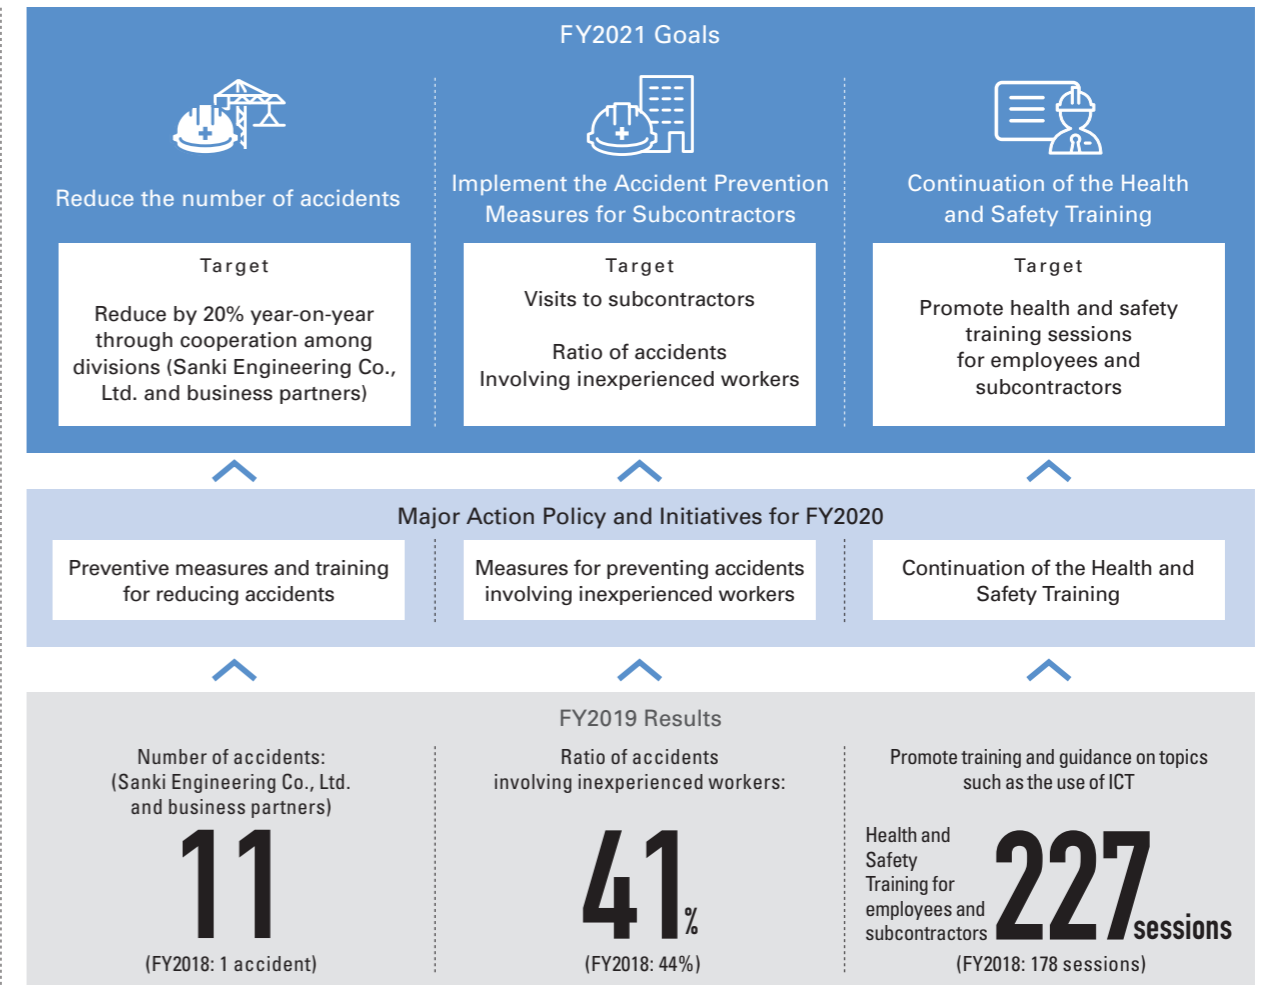 FY2021 Goals
Reduce the number of accidents
Target
Reduce by 20% year-on-year
through cooperation among
divisions (Sanki Engineering Co.,
Ltd. and business partners)
Implement the Accident Prevention
Measures for Subcontractors
Target
Visits to subcontractors
Ratio of accidents
Involving inexperienced workers
Continuation of the Health
and Safety Training
Target
Promote health and safety
training sessions
for employees and
subcontractors
Major Action Policy and Initiatives for FY2020
Preventive measures and training
for reducing accidents
Measures for preventing accidents
involving inexperienced workers
Continuation of the Health and
Safety Training
FY2019 Results
Number of accidents:
(Sanki Engineering Co., Ltd.
and business partners)
11
(FY2018: 1 accident)
Ratio of accidents
involving inexperienced workers:
41%
(FY2018: 44%)
Promote training and guidance on topics
such as the use of ICT
Health and
Safety
Training for
employees and
subcontractors
227 sessions
(FY2018: 178 sessions)